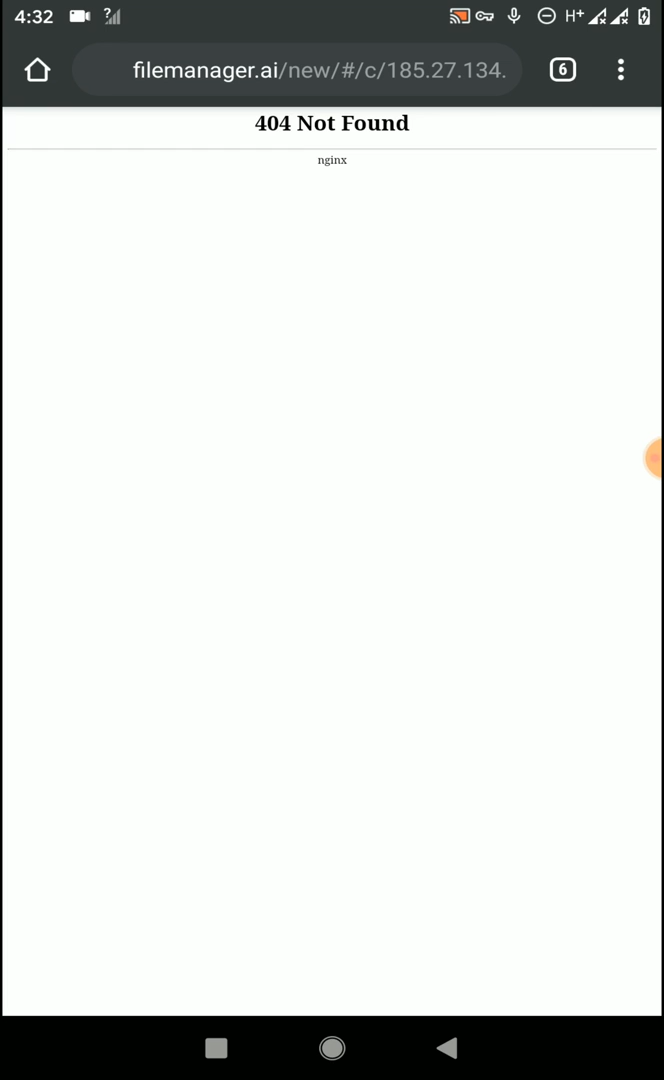 4:32
?
H+
filemanager.ai/new/#/c/185.27.134.
6
404 Not Found
nginx